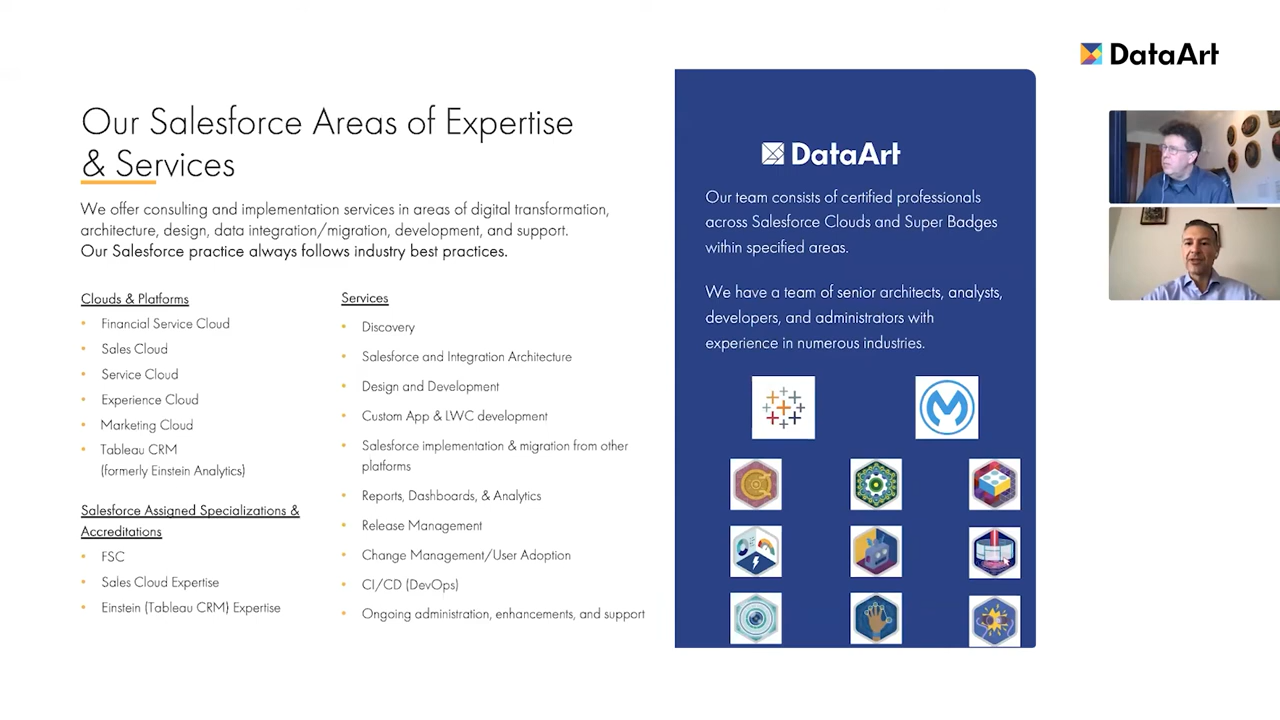 DataArt
Our Salesforce Areas of Expertise
& Services
We offer consulting and implementation services in areas of digital transformation,
architecture, design, data integration/migration, development, and support.
Our Salesforce practice always follows industry best practices.
Clouds & Platforms
• Financial Service Cloud
• Sales Cloud
• Service Cloud
• Experience Cloud
• Marketing Cloud
• Tableau CRM
(formerly Einstein Analytics)
Salesforce Assigned Specializations &
Accreditations
• FSC
• Sales Cloud Expertise
• Einstein (Tableau CRM) Expertise
Services
• Discovery
• Salesforce and Integration Architecture
• Design and Development
• Custom App & LWC development
• Salesforce implementation & migration from other
platforms
• Reports, Dashboards, & Analytics
• Release Management
• Change Management/User Adoption
• CI/CD (DevOps)
• Ongoing administration, enhancements, and support
DataArt
Our team consists of certified professionals
across Salesforce Clouds and Super Badges
within specified areas.
We have a team of senior architects, analysts,
developers, and administrators with
experience in numerous industries.